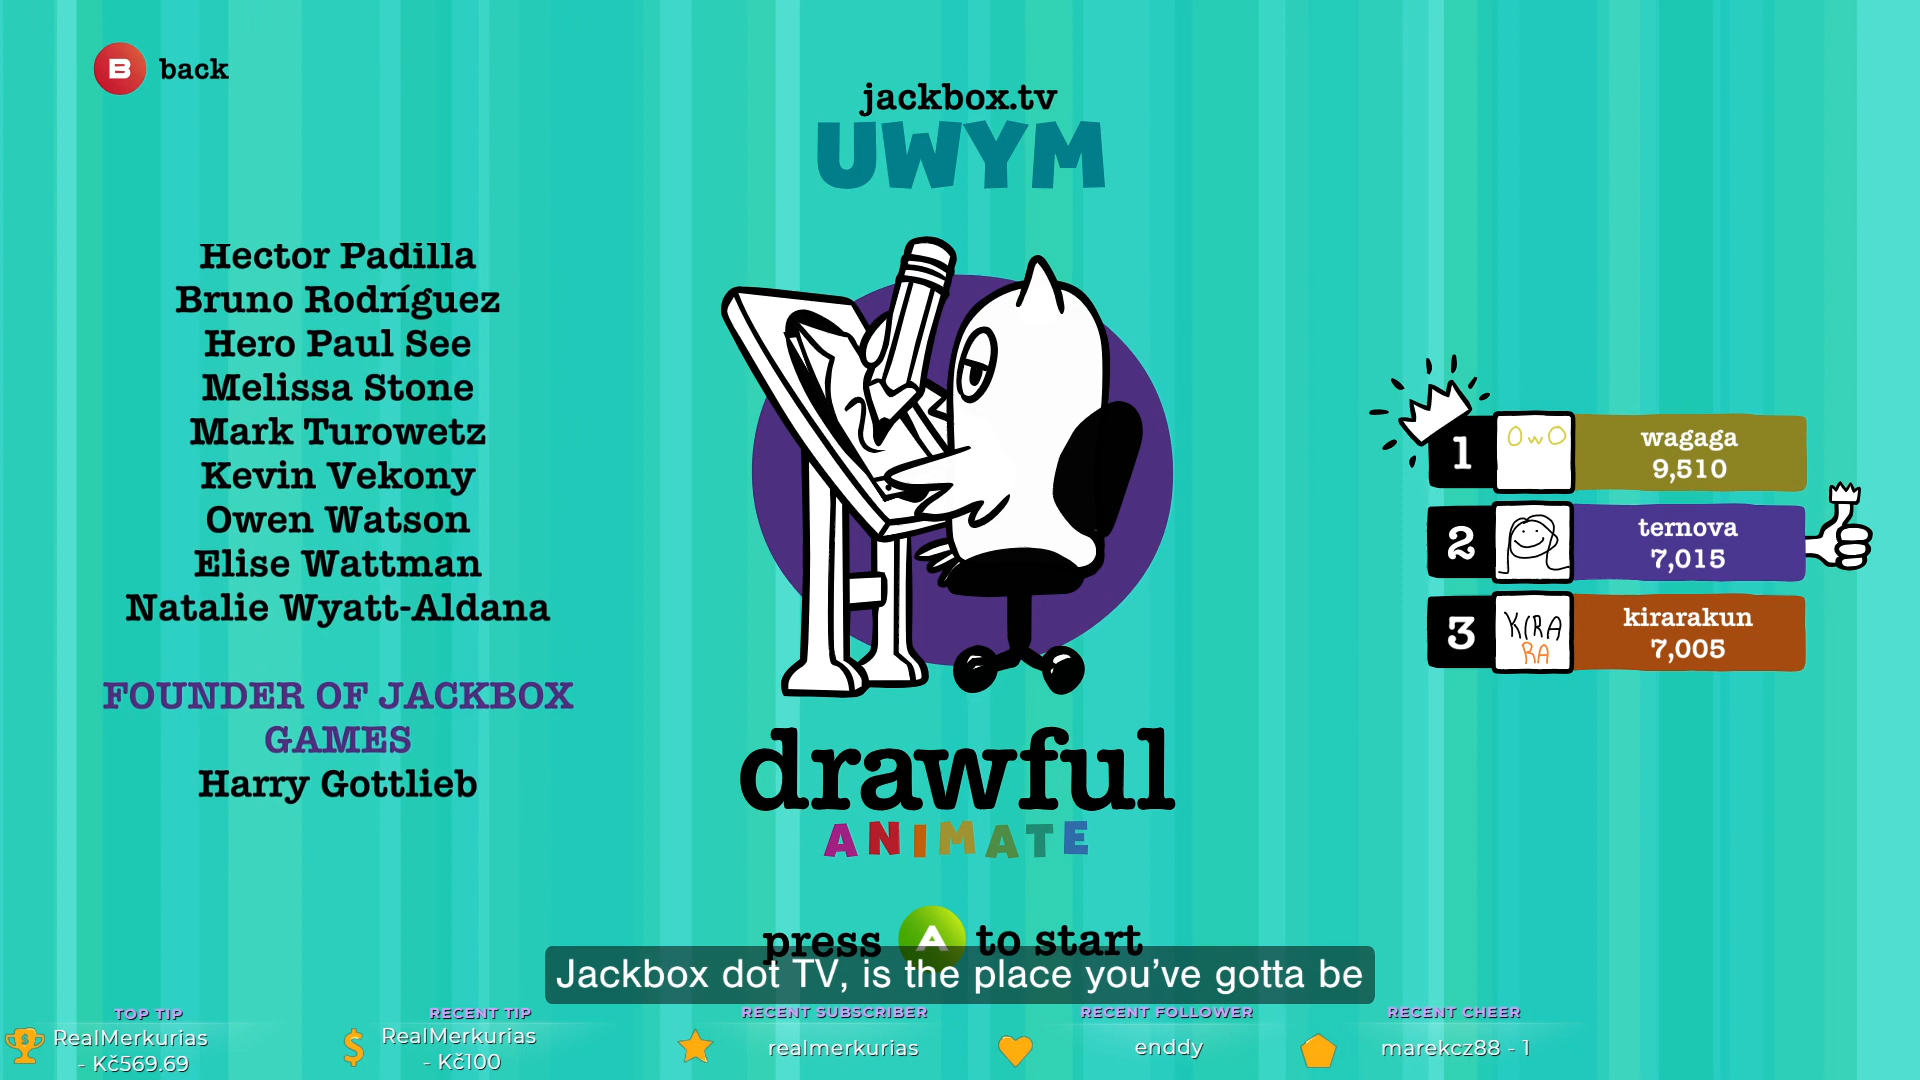 B back
jackbox.tv
UWYM
Hector Padilla
Bruno Rodríguez
Hero Paul See
Melissa Stone
Mark Turowetz
Kevin Vekony
Owen Watson
Elise Wattman
Natalie Wyatt-Aldana
FOUNDER OF JACKBOX
GAMES
Harry Gottlieb
1 OwO wagaga
9,510
2 ternova
7,015
3 KIRA
RA kirarakun
7,005
drawful
ANIMATE
press A to start
Jackbox dot TV, is the place you've gotta be
TOP TIP
RealMerkurias
- Kč569.69
RECENT TIP
RealMerkurias
- Kč100
RECENT SUBSCRIBER
realmerkurias
RECENT FOLLOWER
enddy
RECENT CHEER
marekcz88 - 1